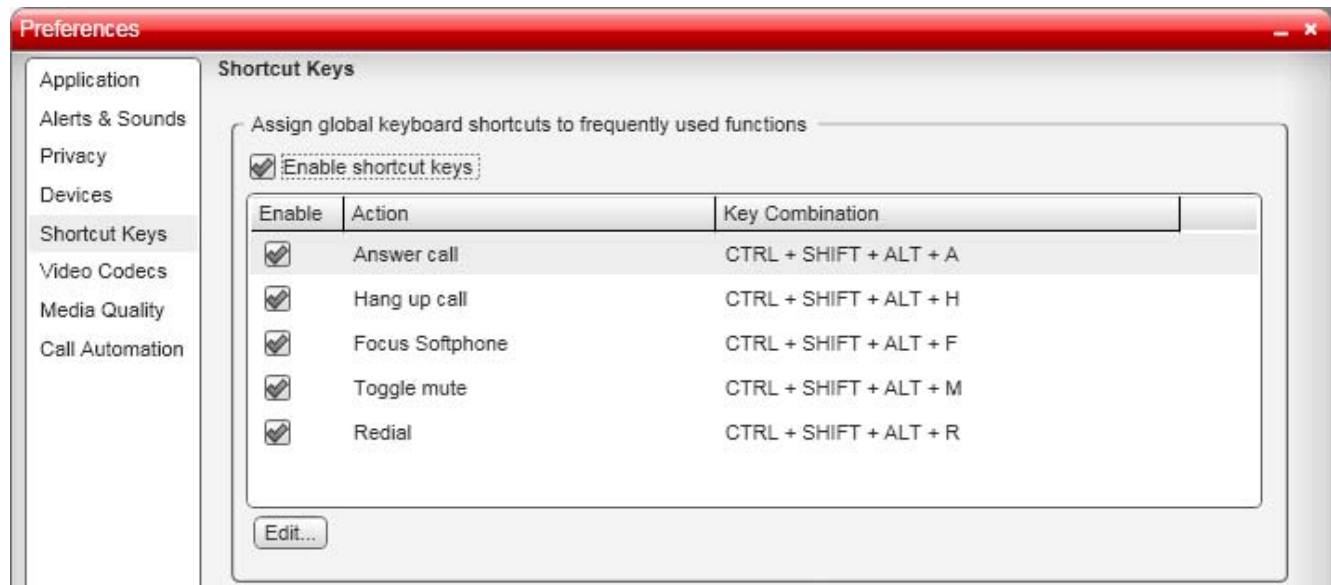 Preferences
Application
Alerts & Sounds
Privacy
Devices
Shortcut Keys
Video Codecs
Media Quality
Call Automation
Shortcut Keys
Assign global keyboard shortcuts to frequently used functions
Enable shortcut keys
Enable Action Key Combination
Answer call CTRL + SHIFT + ALT + A
Hang up call CTRL + SHIFT + ALT + H
Focus Softphone CTRL + SHIFT + ALT + F
Toggle mute CTRL + SHIFT + ALT + M
Redial CTRL + SHIFT + ALT + R
Edit...